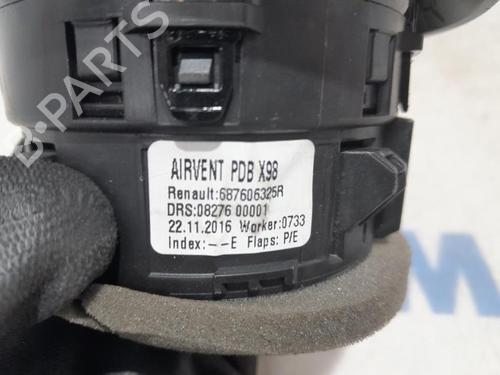 B-PARTS
AIRVENT PDB X98
Renault:687606325R
DRS:08276 00001
22.11.2016 Worker:0733
Index:--E Flaps: P/E